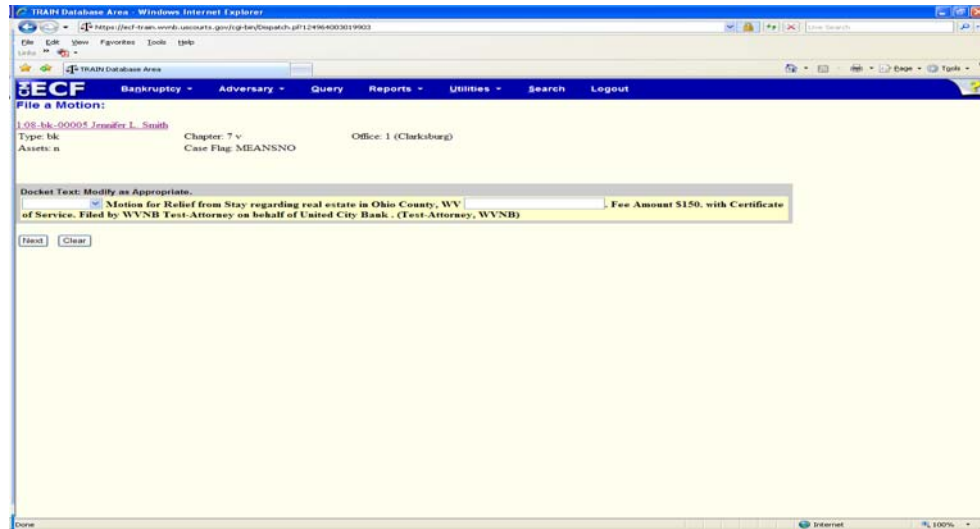 TRAIN Database Area - Windows Internet Explorer
https://ecf-train.wvnb.uscourts.gov/cgi-bin/Dispatch.pl?124964003019903
Live Search
File Edit View Favorites Tools Help
Links
TRAIN Database Area
Page Tools
ECF Bankruptcy Adversary Query Reports Utilities Search Logout
File a Motion:
1:08-bk-00005 Jennifer L. Smith
Type: bk Chapter: 7 v Office: 1 (Clarksburg)
Assets: n Case Flag: MEANSNO
Docket Text: Modify as Appropriate.
Motion for Relief from Stay regarding real estate in Ohio County, WV , Fee Amount $150. with Certificate
of Service. Filed by WVNB Test-Attorney on behalf of United City Bank . (Test-Attorney, WVNB)
Next Clear
Done Internet 100%